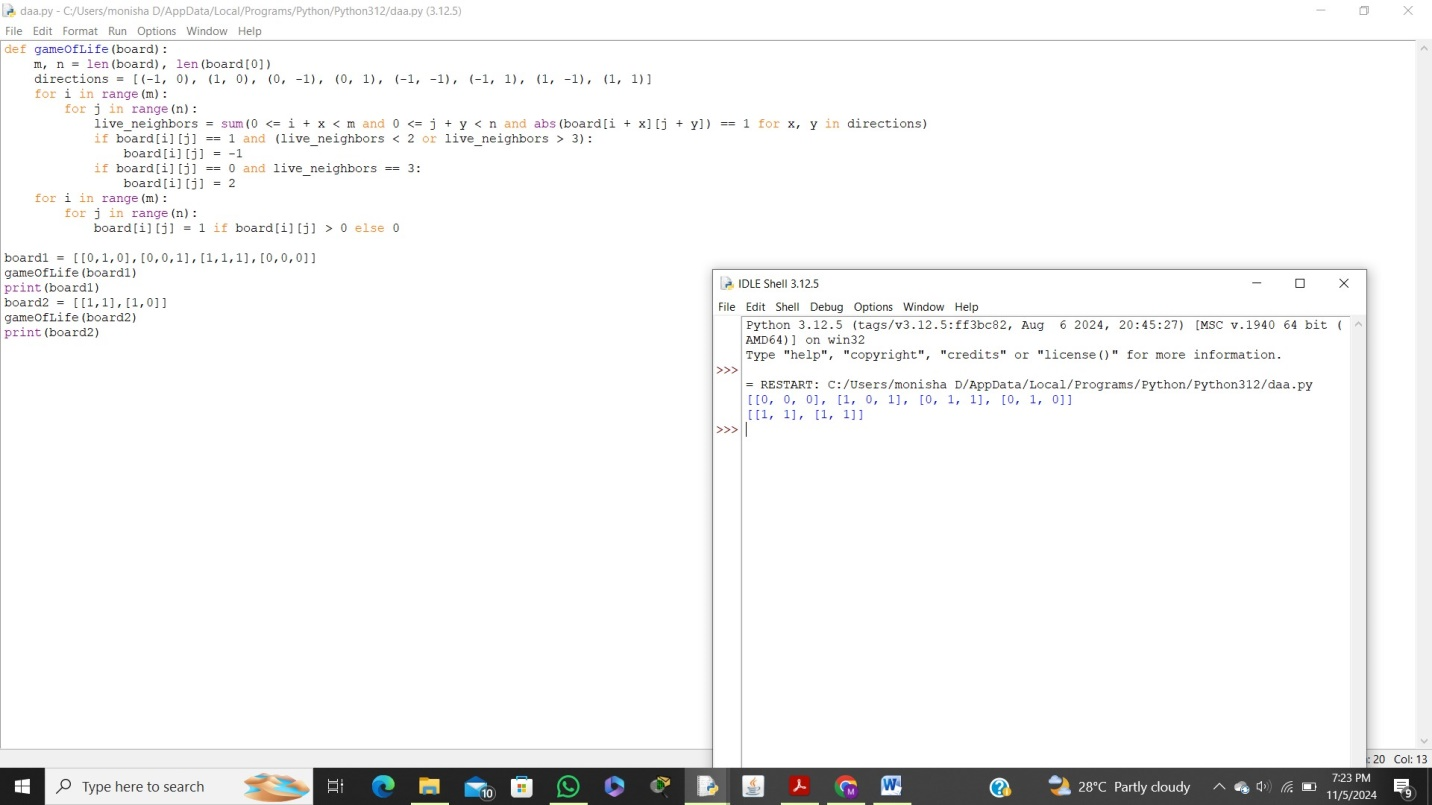 daa.py - C:/Users/monisha D/AppData/Local/Programs/Python/Python312/daa.py (3.12.5)
File Edit Format Run Options Window Help
def gameOfLife(board):
    m, n = len(board), len(board[0])
    directions = [(-1, 0), (1, 0), (0, -1), (0, 1), (-1, -1), (-1, 1), (1, -1), (1, 1)]
    for i in range(m):
        for j in range(n):
            live_neighbors = sum(0 <= i + x < m and 0 <= j + y < n and abs(board[i + x][j + y]) == 1 for x, y in directions)
            if board[i][j] == 1 and (live_neighbors < 2 or live_neighbors > 3):
                board[i][j] = -1
            if board[i][j] == 0 and live_neighbors == 3:
                board[i][j] = 2
    for i in range(m):
        for j in range(n):
            board[i][j] = 1 if board[i][j] > 0 else 0
board1 = [[0,1,0],[0,0,1],[1,1,1],[0,0,0]]
gameOfLife(board1)
print(board1)
board2 = [[1,1],[1,0]]
gameOfLife(board2)
print(board2)
IDLE Shell 3.12.5
File Edit Shell Debug Options Window Help
Python 3.12.5 (tags/v3.12.5:ff3bc82, Aug  6 2024, 20:45:27) [MSC v.1940 64 bit (
AMD64)] on win32
Type "help", "copyright", "credits" or "license()" for more information.
>>>
= RESTART: C:/Users/monisha D/AppData/Local/Programs/Python/Python312/daa.py
[[0, 0, 0], [1, 0, 1], [0, 1, 1], [0, 1, 0]]
[[1, 1], [1, 1]]
>>>
: 20 Col: 13
Type here to search
10
M
W
28°C Partly cloudy
7:23 PM
11/5/2024
9